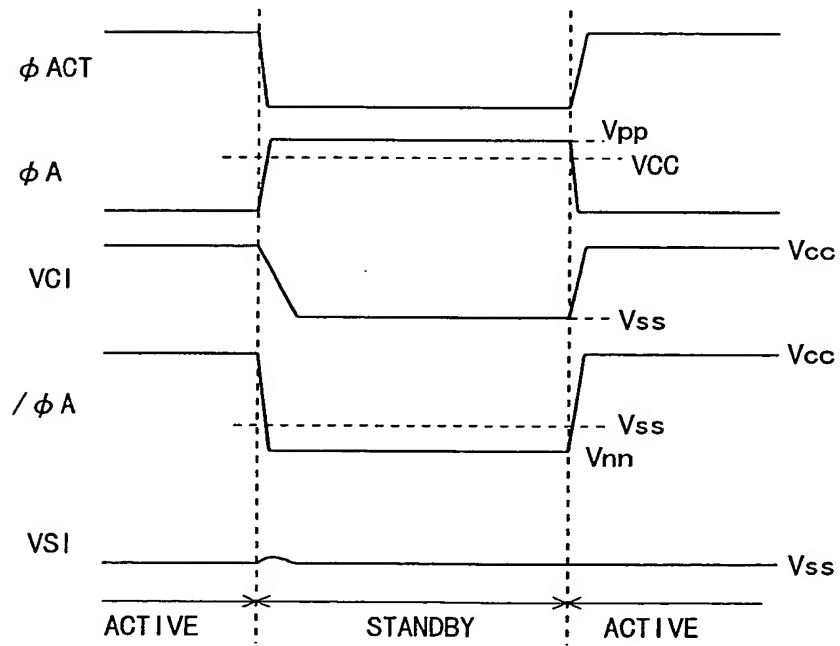 φACT
Vpp
VCC
φA
Vcc
VCI
Vss
Vcc
/φA
Vss
Vnn
VSI
Vss
ACTIVE STANDBY ACTIVE